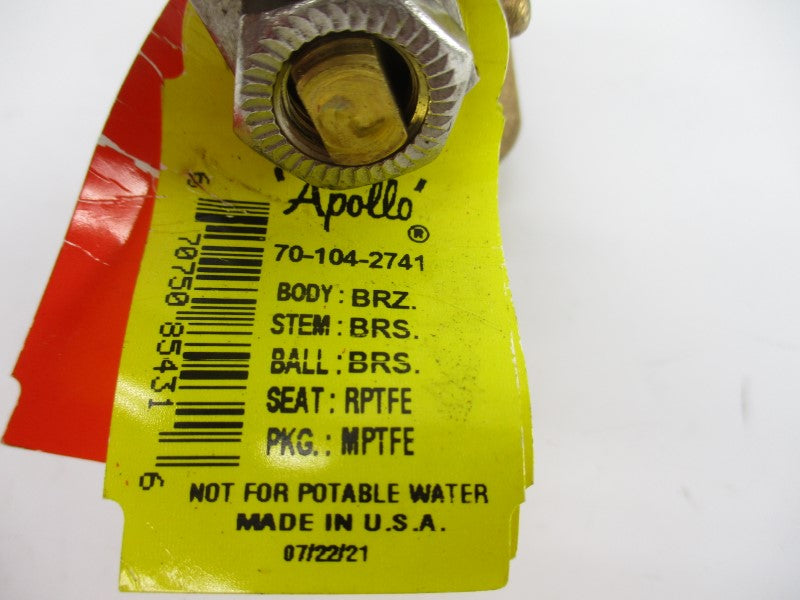 "Apollo"®
70-104-2741
BODY: BRZ.
STEM: BRS.
BALL: BRS.
SEAT: RPTFE
PKG.: MPTFE
6 70750 85431 6
NOT FOR POTABLE WATER
MADE IN U.S.A.
07/22/21